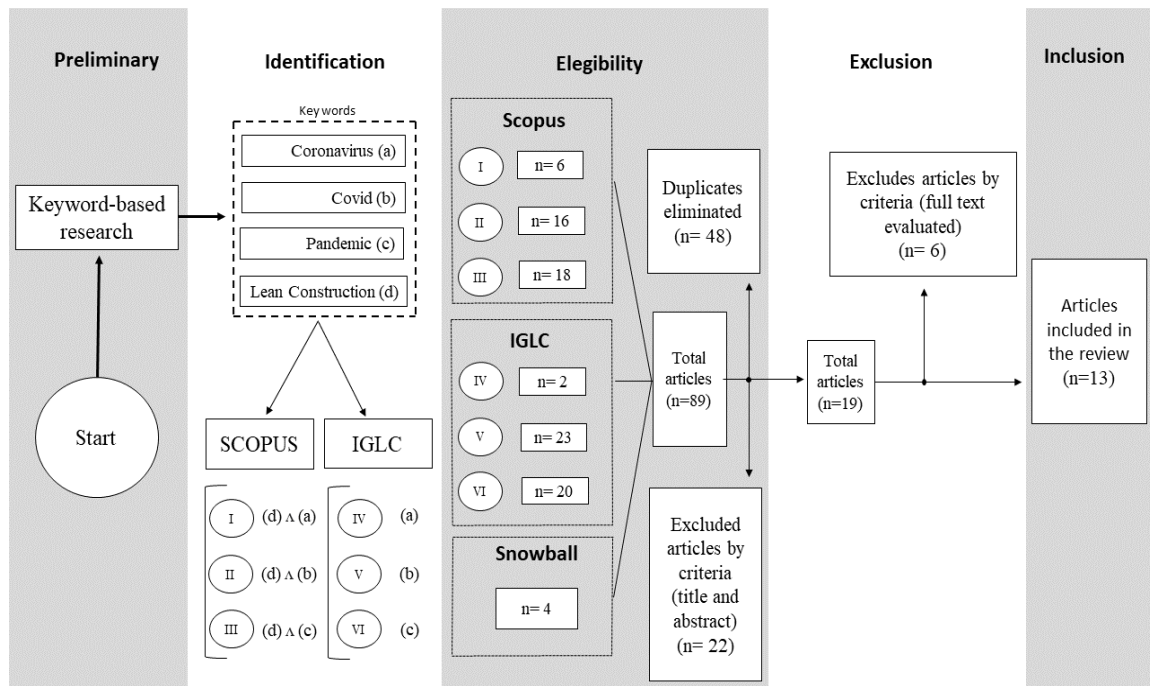 Preliminary
Identification
Elegibility
Exclusion
Inclusion
Keyword-based
research
Start
Key words
Coronavirus (a)
Covid (b)
Pandemic (c)
Lean Construction (d)
SCOPUS
IGLC
I (d) ∧ (a)
II (d) ∧ (b)
III (d) ∧ (c)
IV (a)
V (b)
VI (c)
Scopus
I n= 6
II n= 16
III n= 18
IGLC
IV n= 2
V n= 23
VI n= 20
Snowball
n= 4
Duplicates
eliminated
(n= 48)
Total
articles
(n=89)
Excluded
articles by
criteria
(title and
abstract)
(n= 22)
Excludes articles by
criteria (full text
evaluated)
(n= 6)
Total
articles
(n=19)
Articles
included in
the review
(n=13)